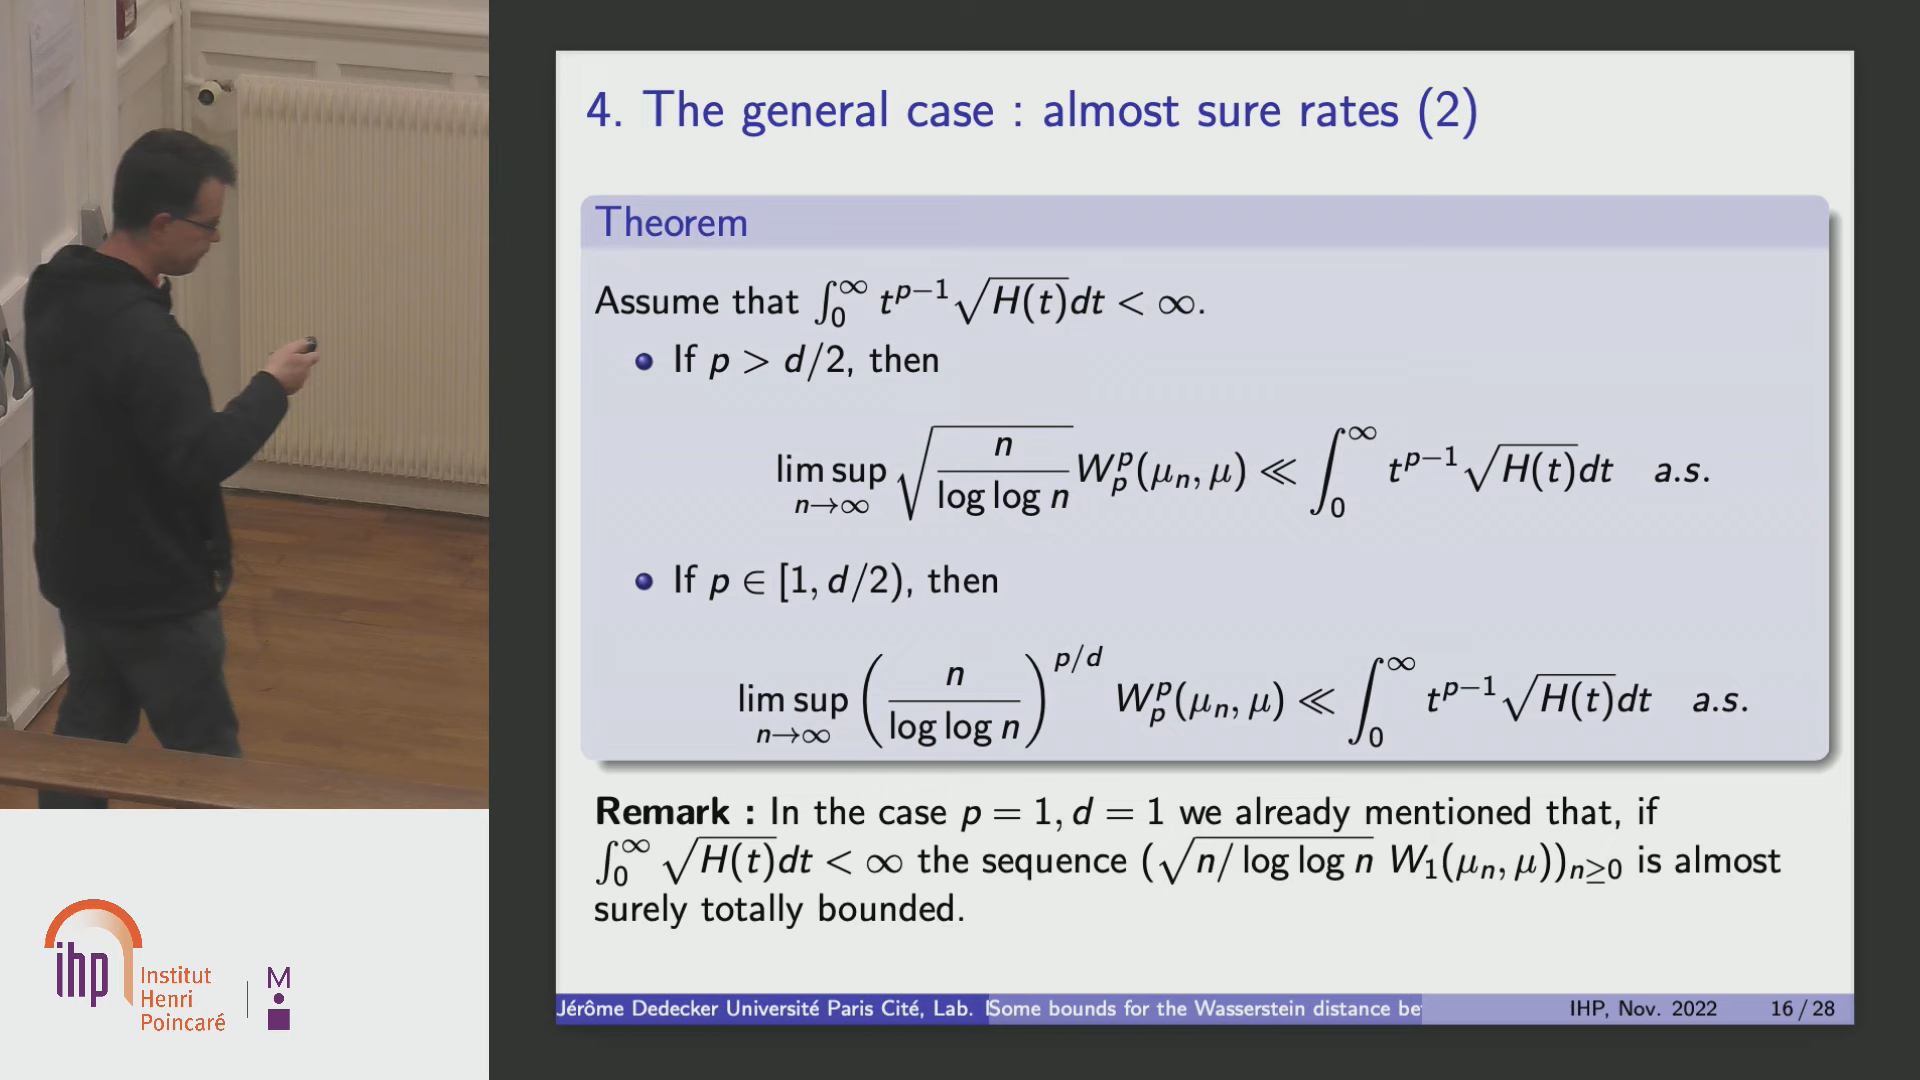 4. The general case : almost sure rates (2)
Theorem
Assume that ∫₀^∞ t^{p−1} √H(t) dt < ∞.
If p > d/2, then
lim sup_{n→∞} √(n / log log n) W_p^p(μ_n, μ) ≪ ∫₀^∞ t^{p−1} √H(t) dt a.s.
If p ∈ [1, d/2), then
lim sup_{n→∞} (n / log log n)^{p/d} W_p^p(μ_n, μ) ≪ ∫₀^∞ t^{p−1} √H(t) dt a.s.
Remark : In the case p = 1, d = 1 we already mentioned that, if
∫₀^∞ √H(t) dt < ∞ the sequence (√n/ log log n W₁(μ_n, μ))_{n≥0} is almost
surely totally bounded.
Jérôme Dedecker Université Paris Cité, Lab. Some bounds for the Wasserstein distance be IHP, Nov. 2022 16 / 28
ihp
Institut
Henri
Poincaré
M